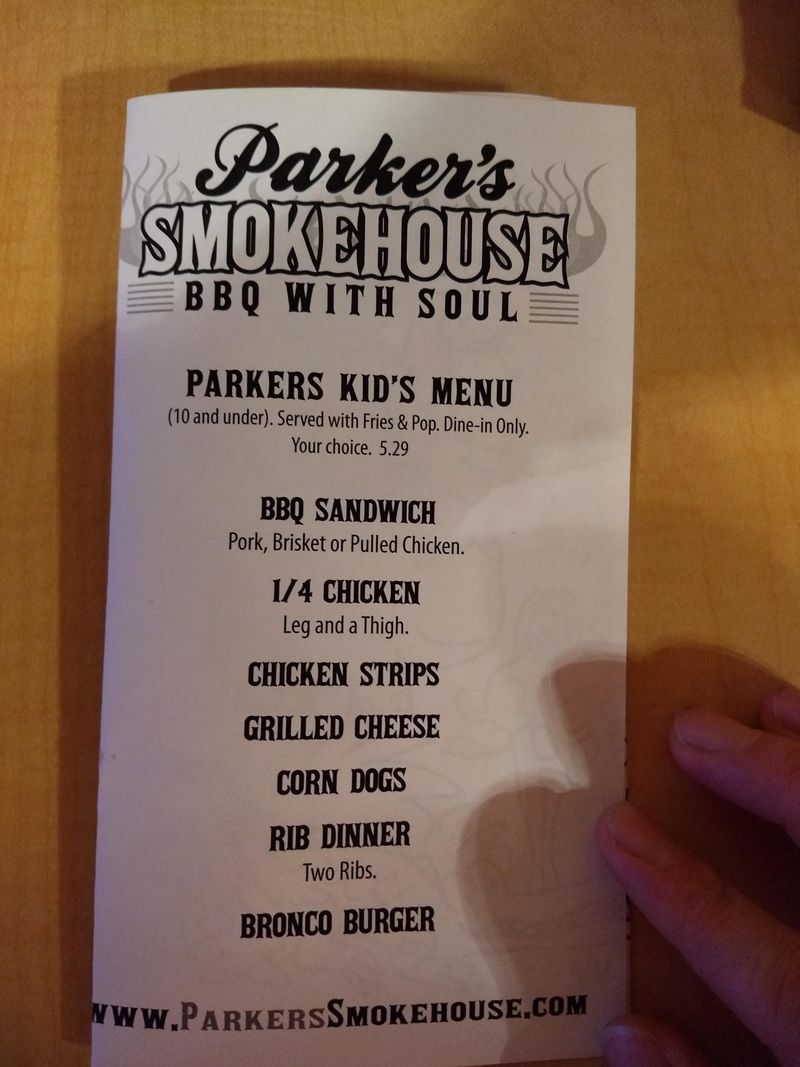 Parker's
SMOKEHOUSE
BBQ WITH SOUL
PARKERS KID'S MENU
(10 and under). Served with Fries & Pop. Dine-in Only.
Your choice. 5.29
BBQ SANDWICH
Pork, Brisket or Pulled Chicken.
1/4 CHICKEN
Leg and a Thigh.
CHICKEN STRIPS
GRILLED CHEESE
CORN DOGS
RIB DINNER
Two Ribs.
BRONCO BURGER
WWW.PARKERSSMOKEHOUSE.COM